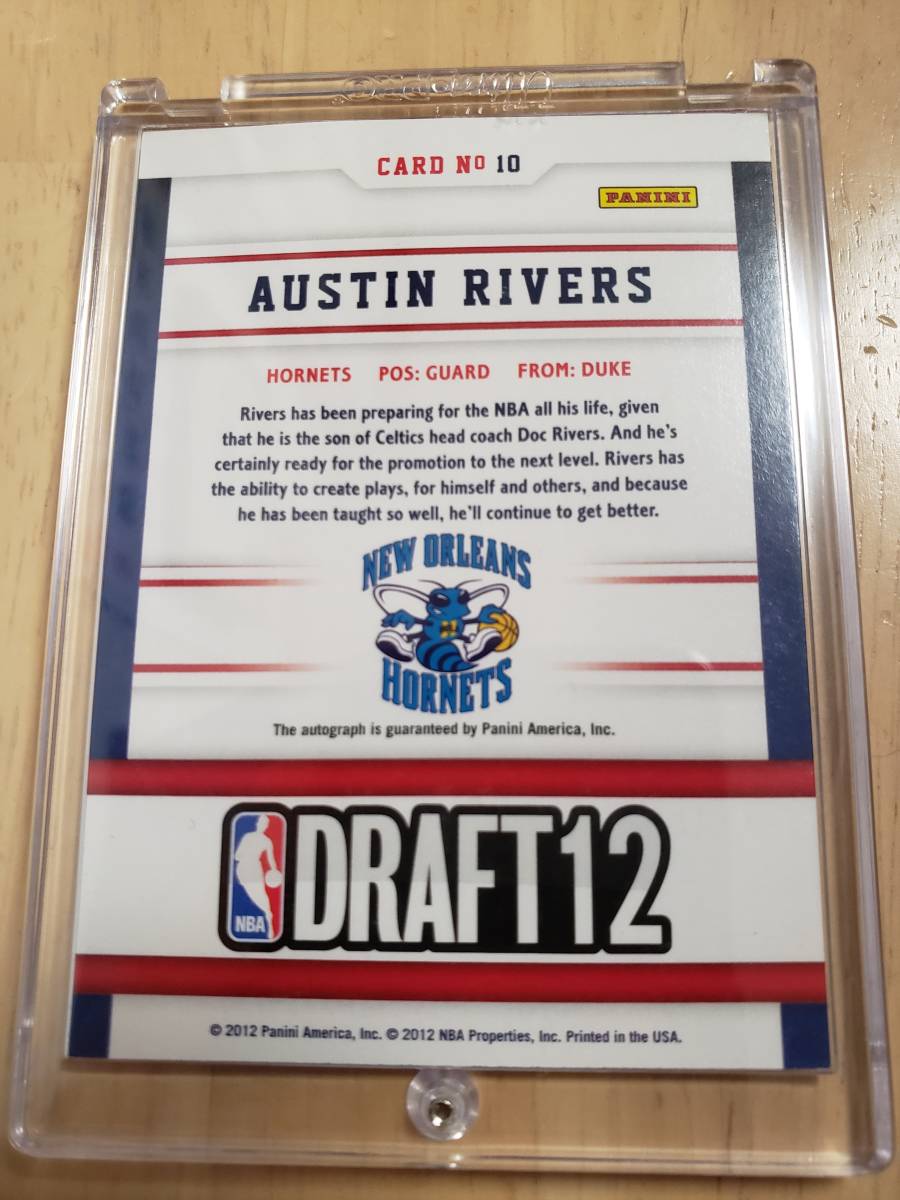 CARD Nº 10
PANINI
AUSTIN RIVERS
HORNETS POS: GUARD FROM: DUKE
Rivers has been preparing for the NBA all his life, given
that he is the son of Celtics head coach Doc Rivers. And he's
certainly ready for the promotion to the next level. Rivers has
the ability to create plays, for himself and others, and because
he has been taught so well, he'll continue to get better.
NEW ORLEANS
HORNETS
The autograph is guaranteed by Panini America, Inc.
NBA DRAFT12
© 2012 Panini America, Inc. © 2012 NBA Properties, Inc. Printed in the USA.